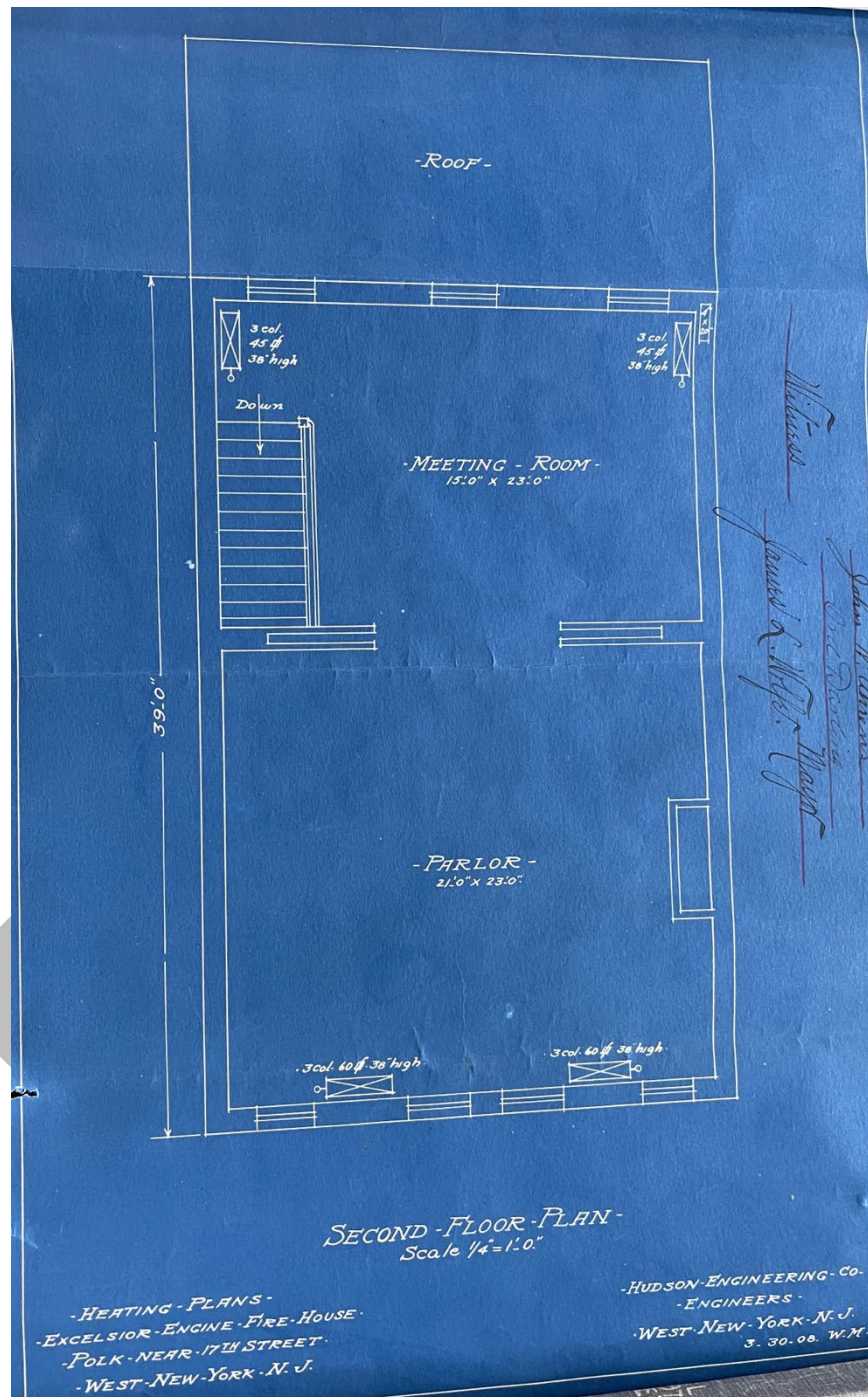 -ROOF-
3 col.
45 ⌀
38" high
3 col.
45 ⌀
38" high
4"
x
20"
Down
-MEETING-ROOM-
15'.0" x 23'.0"
Witness
39'.0"
James L. Mayor
-PARLOR-
21'.0" x 23'.0"
.3 col. 60 ⌀ .38" high.
.3 col. 60 ⌀ 38" high.
SECOND-FLOOR-PLAN-
Scale 1/4"=1'.0"
-HEATING-PLANS-
-EXCELSIOR-ENGINE-FIRE-HOUSE.
-POLK-NEAR-17TH STREET.
-WEST-NEW-YORK-N.J.
-HUDSON-ENGINEERING-CO-
-ENGINEERS-
.WEST-NEW-YORK-N.J.
3. 30.08. W.M